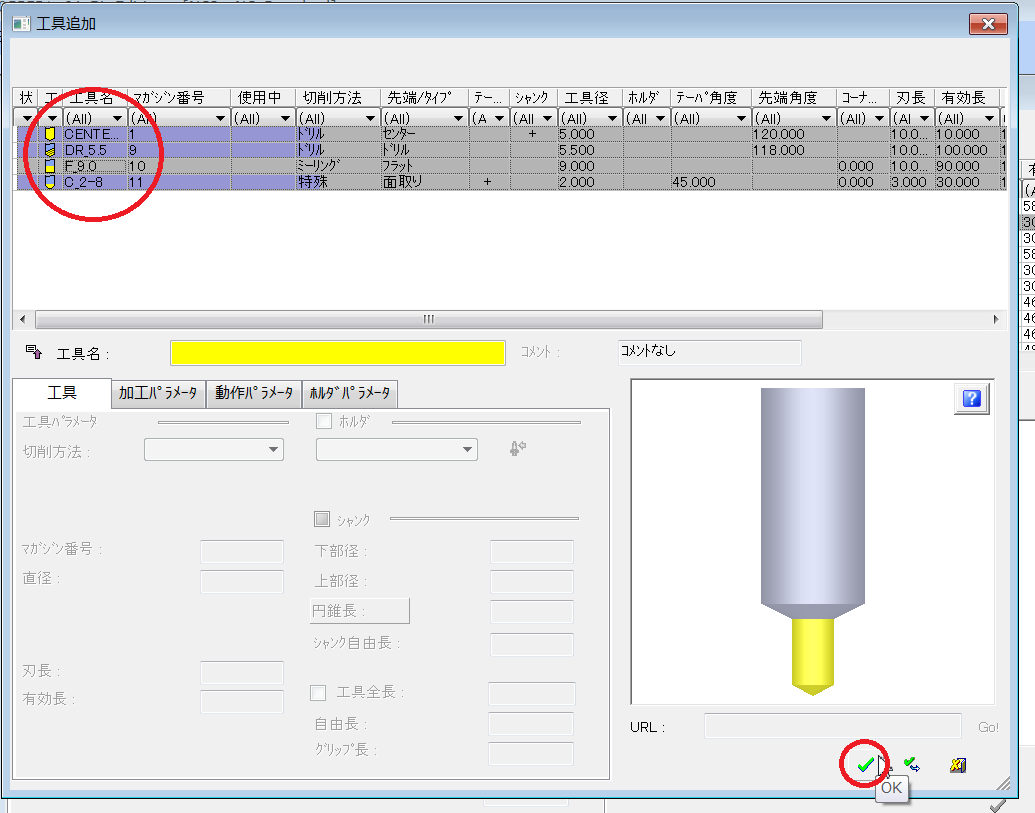 工具追加
状 工 工具名 マガジン番号 使用中 切削方法 先端/タイプ テー... シャンク 工具径 ホルダ テーパ角度 先端角度 コーナ... 刃長 有効長
(All) (All) (All) (All) (All) (A (All (All) (All (All) (All) (All) (Al (All)
CENTE... 1 ドリル センター + 5.000 120.000 10.0... 10.000
DR_5.5 9 ドリル ドリル 5.500 118.000 10.0... 100.000
F_9.0 10 ミーリング フラット 9.000 0.000 10.0... 90.000
C_2-8 11 特殊 面取り + 2.000 45.000 0.000 3.000 30.000
工具名 : コメント : コメントなし
工具 加工パラメータ 動作パラメータ ホルダパラメータ
工具パラメータ ホルダ
切削方法 :
シャンク
マガジン番号 : 下部径 :
直径 : 上部径 :
円錐長 :
シャンク自由長 :
刃長 : 工具全長 :
有効長 : 自由長 :
グリップ長 :
?
URL : Go!
OK